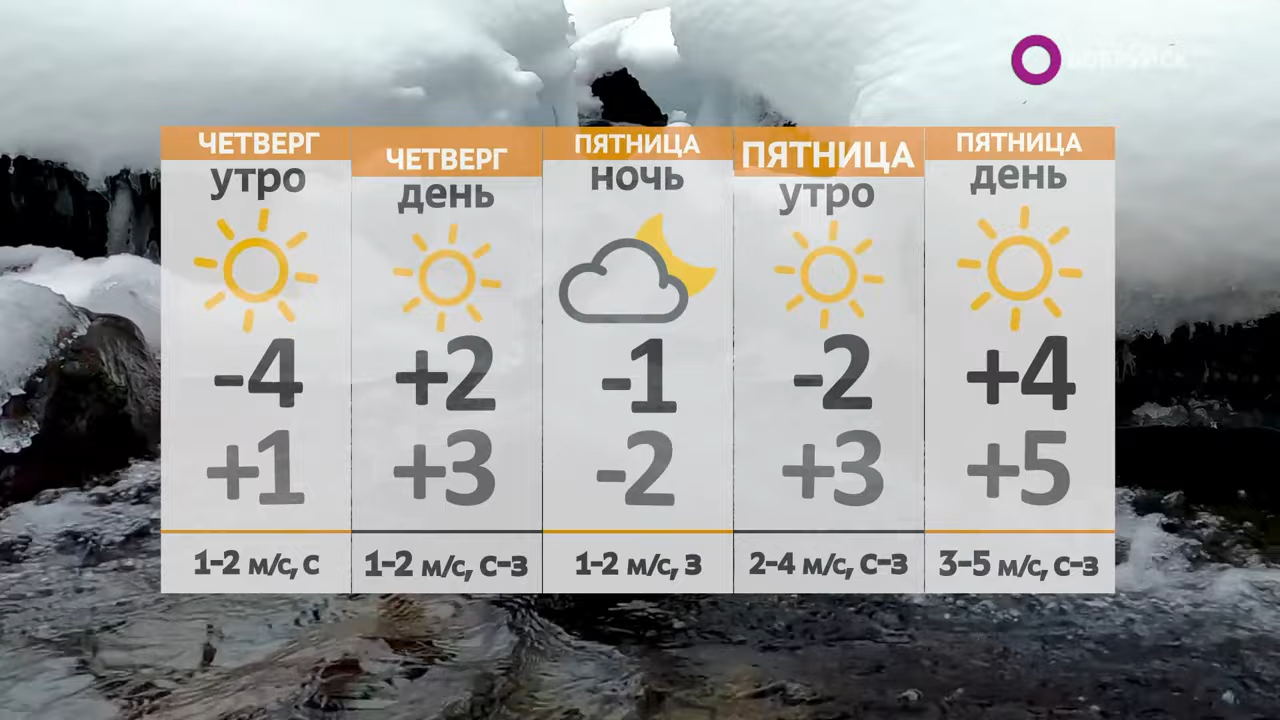 БОБРУЙСК
ЧЕТВЕРГ
утро
-4
+1
1-2 м/с, С
ЧЕТВЕРГ
день
+2
+3
1-2 м/с, С-З
ПЯТНИЦА
ночь
-1
-2
1-2 м/с, З
ПЯТНИЦА
утро
-2
+3
2-4 м/с, С-З
ПЯТНИЦА
день
+4
+5
3-5 м/с, С-З